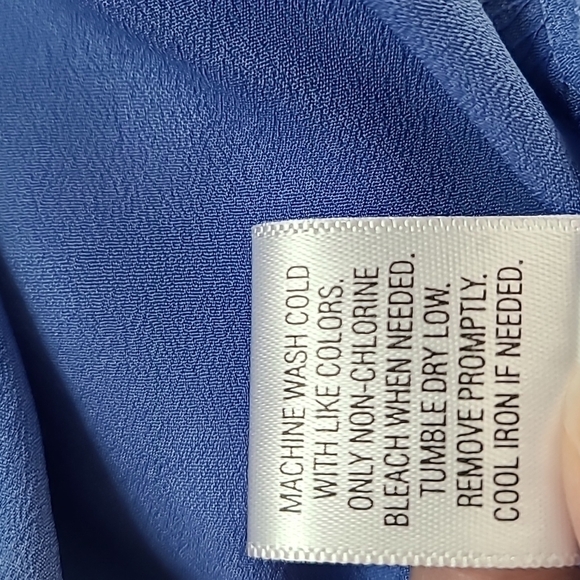 MACHINE WASH COLD
WITH LIKE COLORS.
ONLY NON-CHLORINE
BLEACH WHEN NEEDED.
TUMBLE DRY LOW.
REMOVE PROMPTLY.
COOL IRON IF NEEDED.